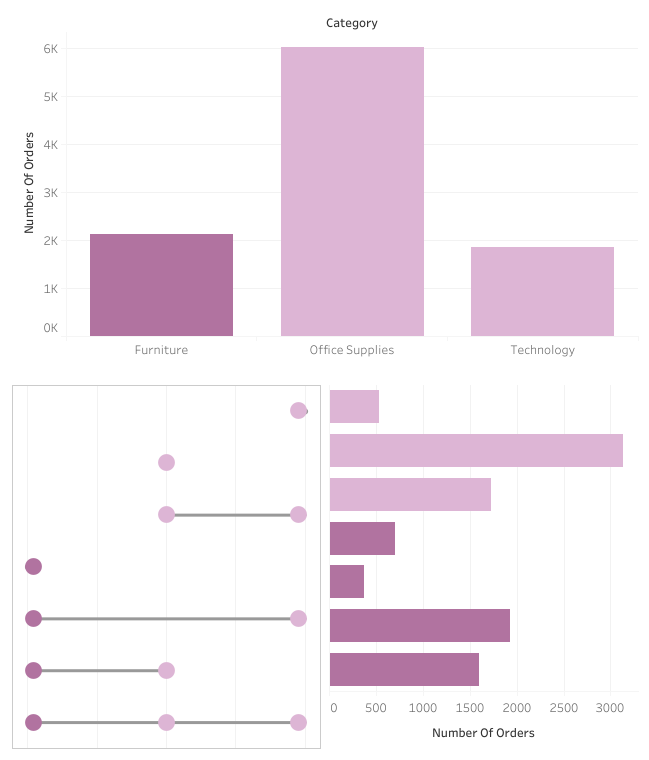 Category
Number Of Orders
6K
5K
4K
3K
2K
1K
0K
Furniture Office Supplies Technology
0 500 1000 1500 2000 2500 3000
Number Of Orders